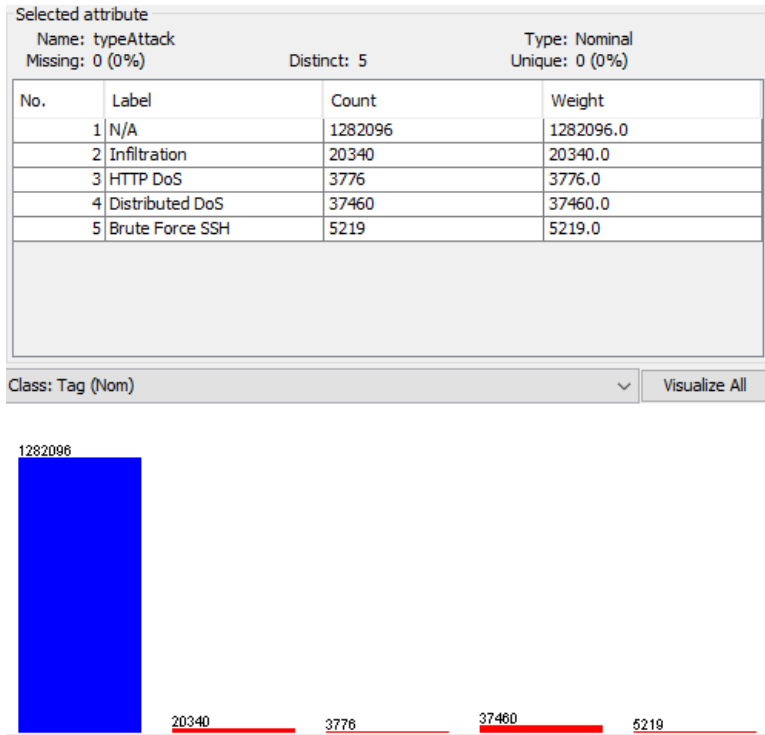 Selected attribute
Name: typeAttack Type: Nominal
Missing: 0 (0%) Distinct: 5 Unique: 0 (0%)
No. Label Count Weight
1 N/A 1282096 1282096.0
2 Infiltration 20340 20340.0
3 HTTP DoS 3776 3776.0
4 Distributed DoS 37460 37460.0
5 Brute Force SSH 5219 5219.0
Class: Tag (Nom) Visualize All
1282096
20340 3776 37460 5219